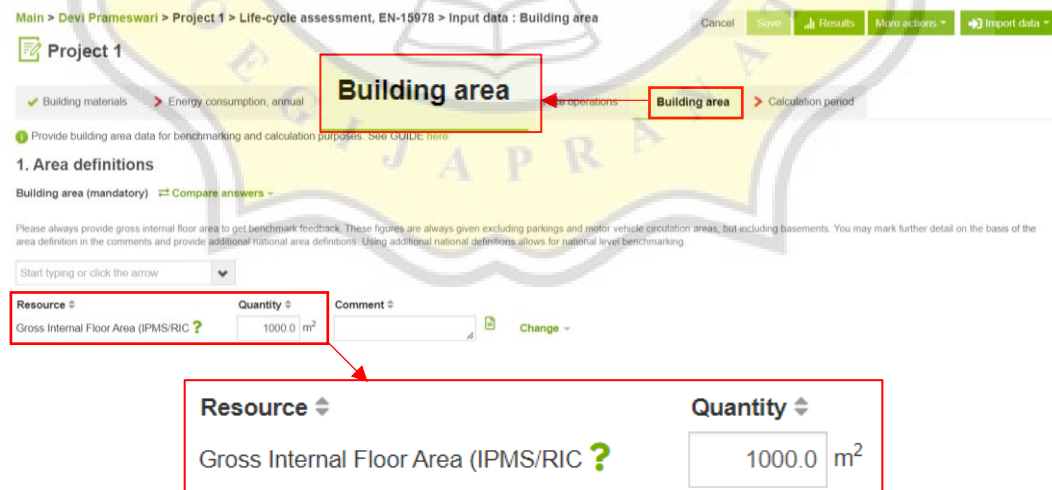 Main > Devi Prameswari > Project 1 > Life-cycle assessment, EN-15978 > Input data : Building area
Cancel Save Results More actions Import data
Project 1
Building materials Energy consumption, annual Building area operations Building area Calculation period
Provide building area data for benchmarking and calculation purposes. See GUIDE here
1. Area definitions
Building area (mandatory) Compare answers
Please always provide gross internal floor area to get benchmark feedback. These figures are always given excluding parkings and motor vehicle circulation areas, but including basements. You may mark further detail on the basis of the
area definition in the comments and provide additional national area definitions. Using additional national definitions allows for national level benchmarking.
Start typing or click the arrow
Resource Quantity Comment
Gross Internal Floor Area (IPMS/RIC ? 1000.0 m² Change
Resource Quantity
Gross Internal Floor Area (IPMS/RIC ? 1000.0 m²
E G I J A P R A N A